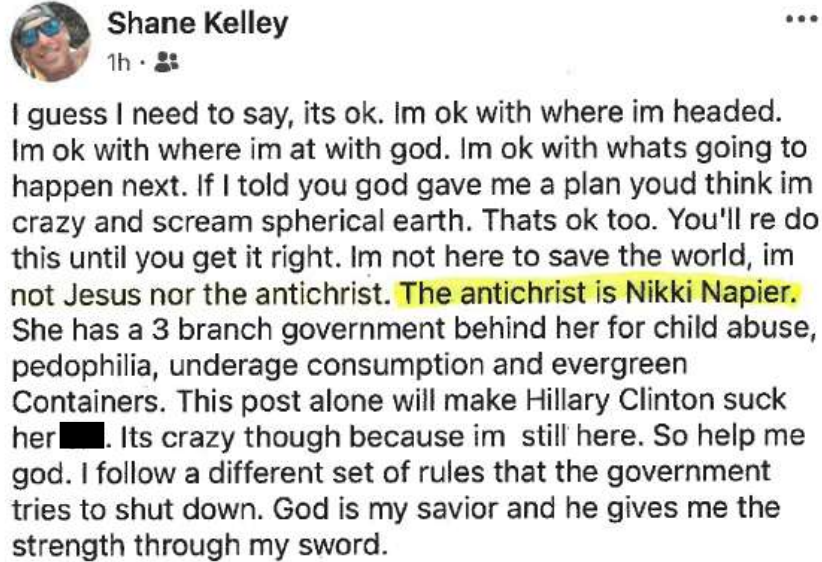 Shane Kelley
1h ·
I guess I need to say, its ok. Im ok with where im headed.
Im ok with where im at with god. Im ok with whats going to
happen next. If I told you god gave me a plan youd think im
crazy and scream spherical earth. Thats ok too. You'll re do
this until you get it right. Im not here to save the world, im
not Jesus nor the antichrist. The antichrist is Nikki Napier.
She has a 3 branch government behind her for child abuse,
pedophilia, underage consumption and evergreen
Containers. This post alone will make Hillary Clinton suck
her . Its crazy though because im still here. So help me
god. I follow a different set of rules that the government
tries to shut down. God is my savior and he gives me the
strength through my sword.